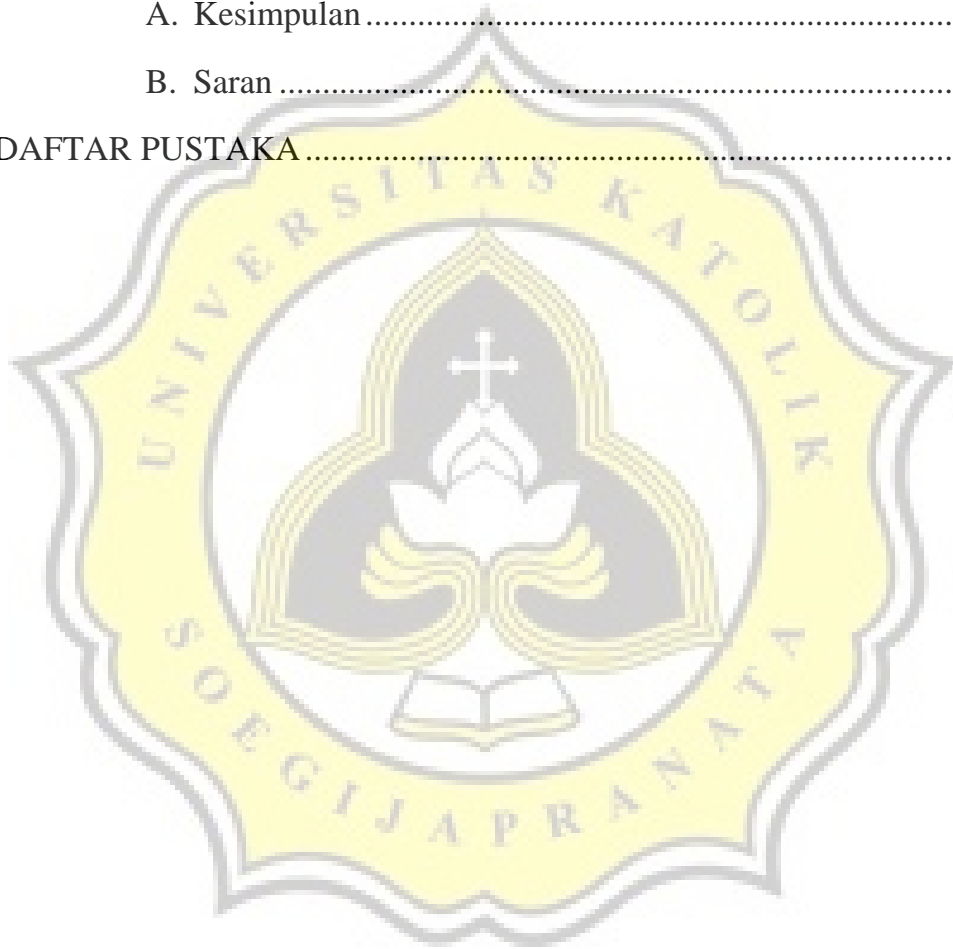 A. Kesimpulan ....................................................................
B. Saran ..............................................................................
DAFTAR PUSTAKA ...........................................................................
UNIVERSITAS KATOLIK
SOEGIJAPRANATA